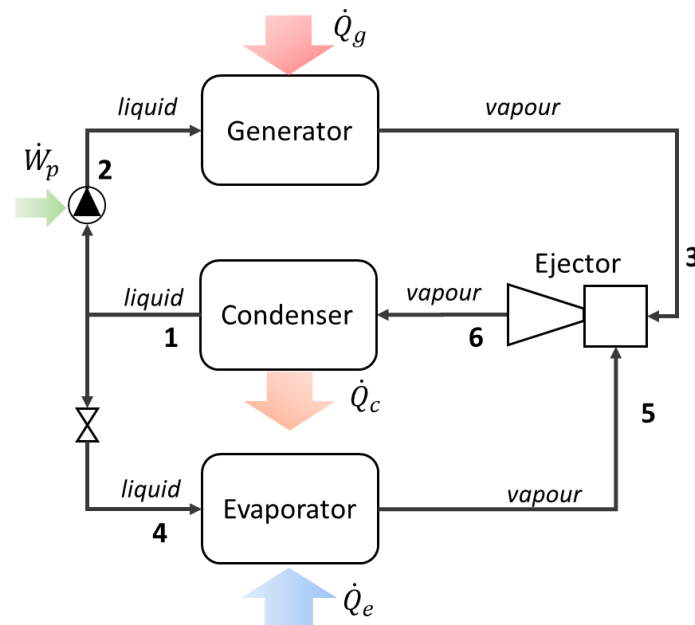 Q̇g
liquid
vapour
Generator
Ẇp
2
3
Ejector
liquid
vapour
Condenser
1
6
Q̇c
5
liquid
vapour
Evaporator
4
Q̇e